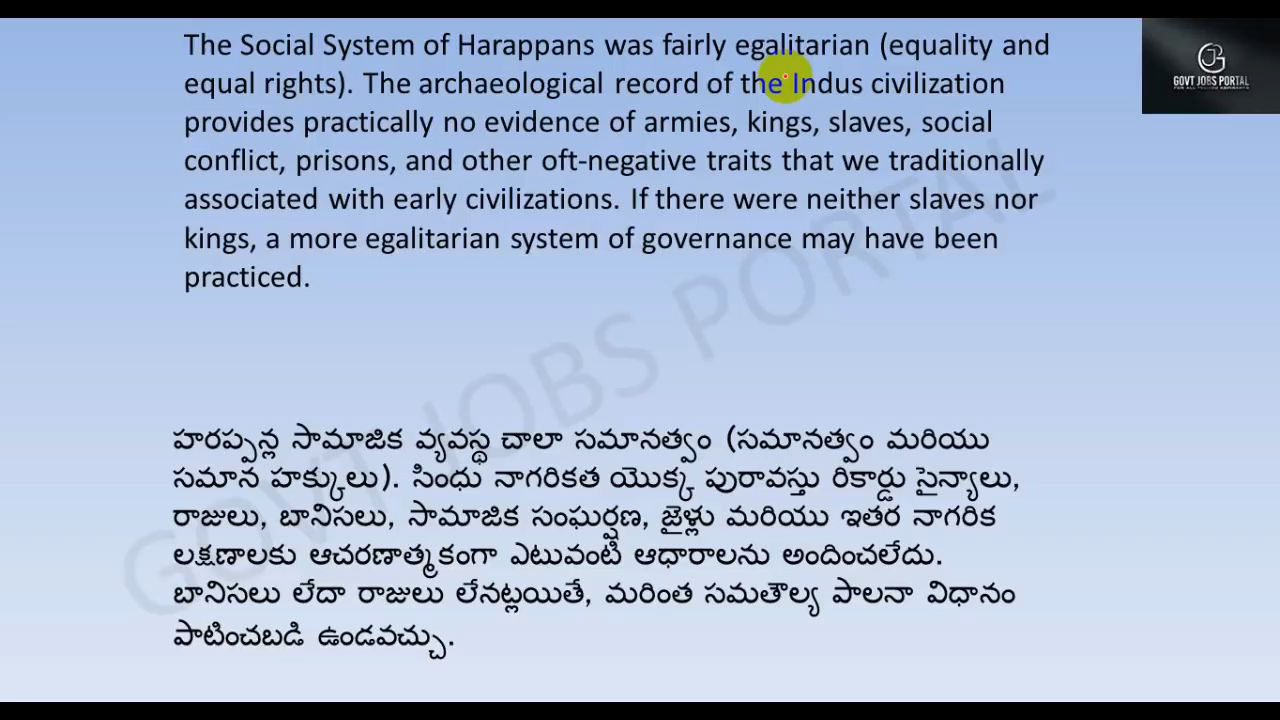 The Social System of Harappans was fairly egalitarian (equality and
equal rights). The archaeological record of the Indus civilization
provides practically no evidence of armies, kings, slaves, social
conflict, prisons, and other oft-negative traits that we traditionally
associated with early civilizations. If there were neither slaves nor
kings, a more egalitarian system of governance may have been
practiced.
GOVT JOBS PORTAL
GOVT JOBS PORTAL
హరప్పన్ల సామాజిక వ్యవస్థ చాలా సమానత్వం (సమానత్వం మరియు
సమాన హక్కులు). సింధు నాగరికత యొక్క పురావస్తు రికార్డు సైన్యాలు,
రాజులు, బానిసలు, సామాజిక సంఘర్షణ, జైళ్లు మరియు ఇతర నాగరిక
లక్షణాలకు ఆచరణాత్మకంగా ఎటువంటి ఆధారాలను అందించలేదు.
బానిసలు లేదా రాజులు లేనట్లయితే, మరింత సమతౌల్య పాలనా విధానం
పాటించబడి ఉండవచ్చు.